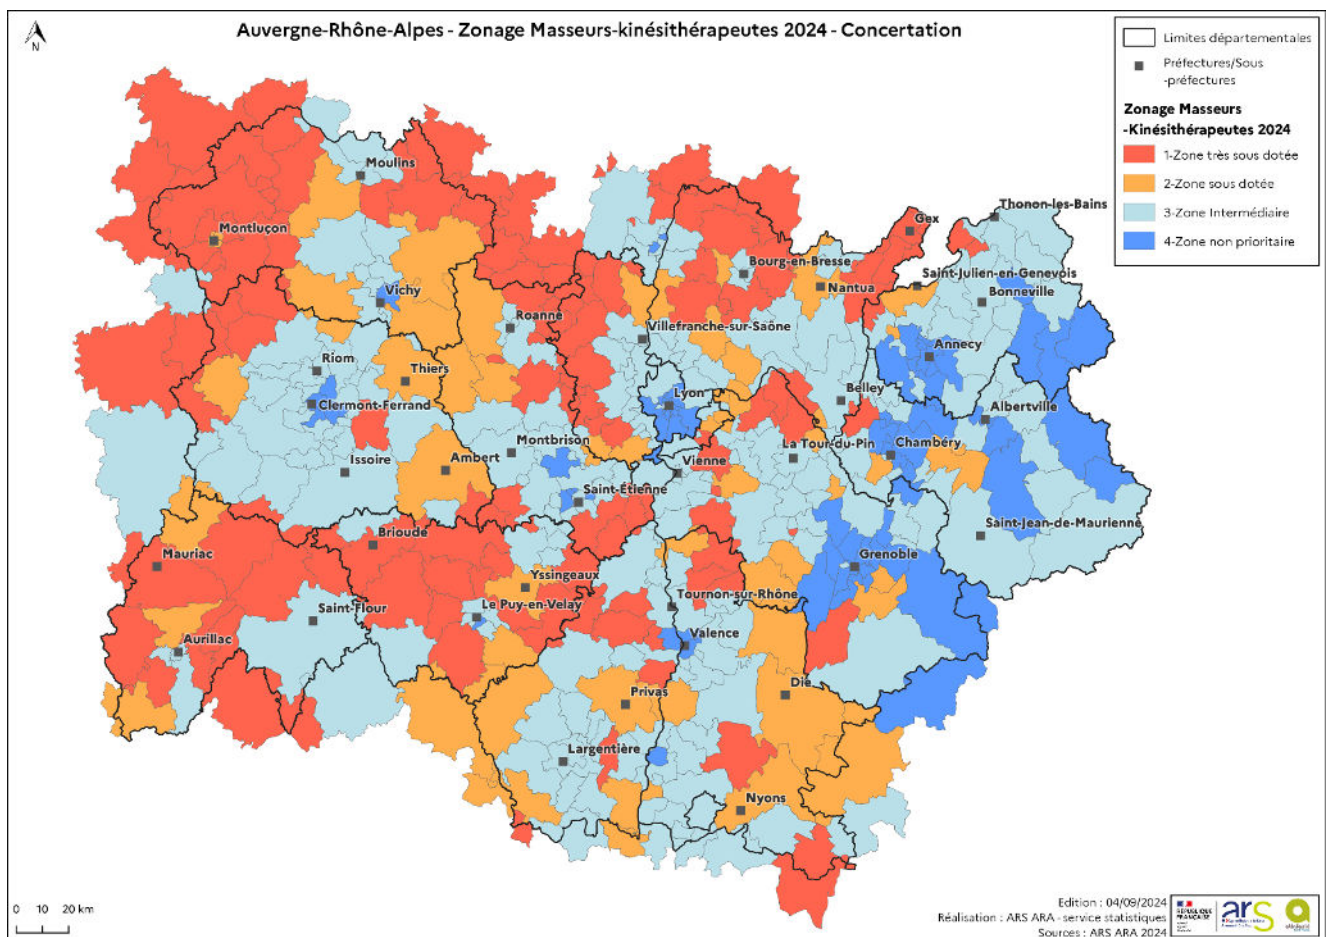 Auvergne-Rhône-Alpes - Zonage Masseurs-kinésithérapeutes 2024 - Concertation
N
Limites départementales
Préfectures/Sous
-préfectures
Zonage Masseurs
-Kinésithérapeutes 2024
1-Zone très sous dotée
2-Zone sous dotée
3-Zone Intermédiaire
4-Zone non prioritaire
Moulins
Montluçon
Vichy
Roanne
Bourg-en-Bresse
Nantua
Gex
Thonon-les-Bains
Saint-Julien-en-Genevois
Bonneville
Villefranche-sur-Saône
Annecy
Riom
Thiers
Clermont-Ferrand
Lyon
Belley
Albertville
Chambéry
Montbrison
La Tour-du-Pin
Issoire
Ambert
Vienne
Saint-Étienne
Saint-Jean-de-Maurienne
Brioude
Mauriac
Grenoble
Yssingeaux
Saint-Flour
Le Puy-en-Velay
Tournon-sur-Rhône
Aurillac
Valence
Privas
Die
Largentière
Nyons
0 10 20 km
Edition : 04/09/2024
Réalisation : ARS ARA - service statistiques
Sources : ARS ARA 2024
RÉPUBLIQUE
FRANÇAISE
ars